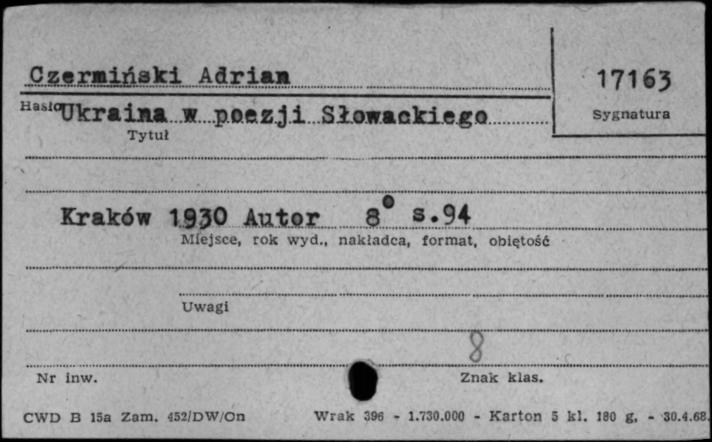 Czermiński Adrian
17163
Hasło Ukraina w poezji Słowackiego
Sygnatura
Tytuł
Kraków 1930 Autor 8° s.94
Miejsce, rok wyd., nakładca, format, objętość
Uwagi
8
Nr inw.
Znak klas.
CWD B 15a Zam. 452/DW/On Wrak 396 - 1.730.000 - Karton 5 kl. 180 g. - 30.4.68.